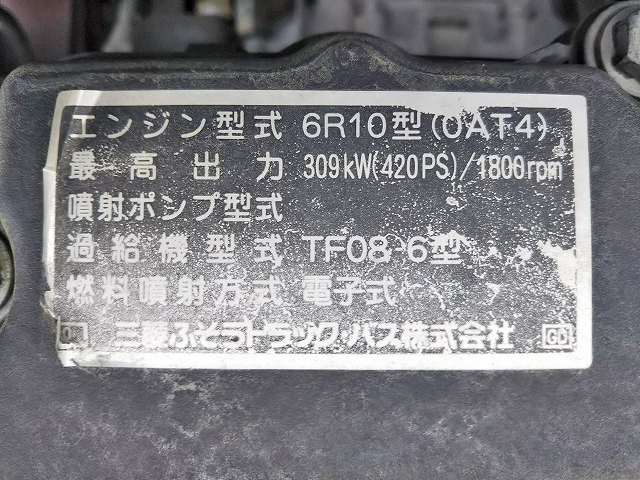 エンジン型式 6R10型(0AT4)
最高出力 309kW(420PS)/1800rpm
噴射ポンプ型式
過給機型式 TF08-6型
燃料噴射方式 電子式
三菱ふそうトラック・バス株式会社 GD